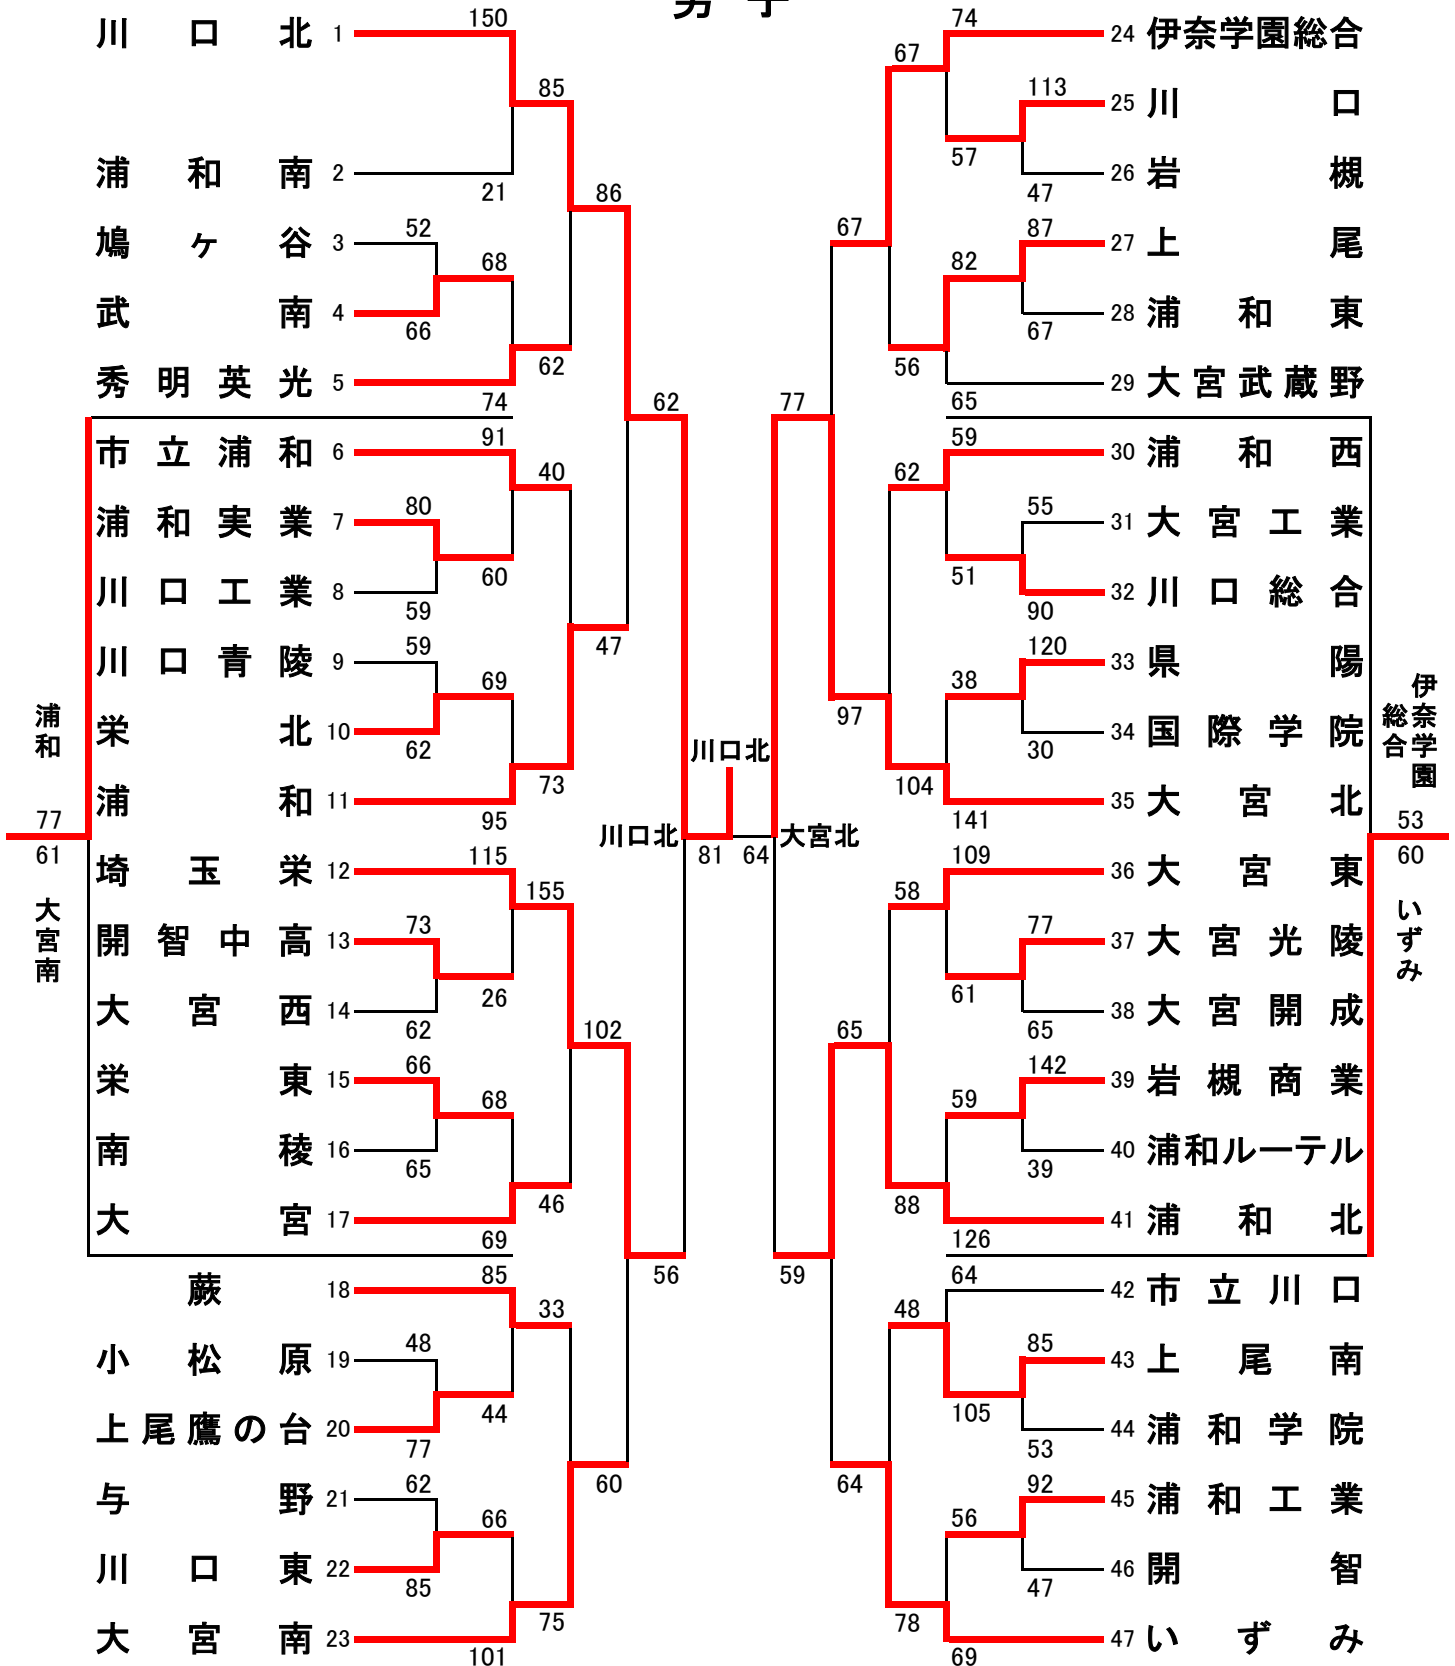 男 子
川口北 1 150
85
浦和南 2 21
86
鳩ヶ谷 3 52
68
武南 4 66
62
秀明英光 5 74
62
市立浦和 6 91
40
浦和実業 7 80
60
川口工業 8 59
47
川口青陵 9 59
69
栄北 10 62
73
浦和 11 95
埼玉栄 12 115
155
開智中高 13 73
26
大宮西 14 62
102
栄東 15 66
68
南稜 16 65
46
大宮 17 69
56
蕨 18 85
33
小松原 19 48
44
上尾鷹の台 20 77
60
与野 21 62
66
川口東 22 85
75
大宮南 23 101
浦和
77
61
大宮南
川口北
川口北
81 64
大宮北
74 24 伊奈学園総合
67
113 25 川口
57
47 26 岩槻
67
87 27 上尾
82
67 28 浦和東
56
65 29 大宮武蔵野
77
59 30 浦和西
62
55 31 大宮工業
51
90 32 川口総合
97
120 33 県陽
38
30 34 国際学院
104
141 35 大宮北
109 36 大宮東
58
77 37 大宮光陵
61
65 38 大宮開成
65
142 39 岩槻商業
59
39 40 浦和ルーテル
88
126 41 浦和北
59
64 42 市立川口
48
85 43 上尾南
105
53 44 浦和学院
64
92 45 浦和工業
56
47 46 開智
78
69 47 いずみ
伊奈学園
総合
53
60
いずみ